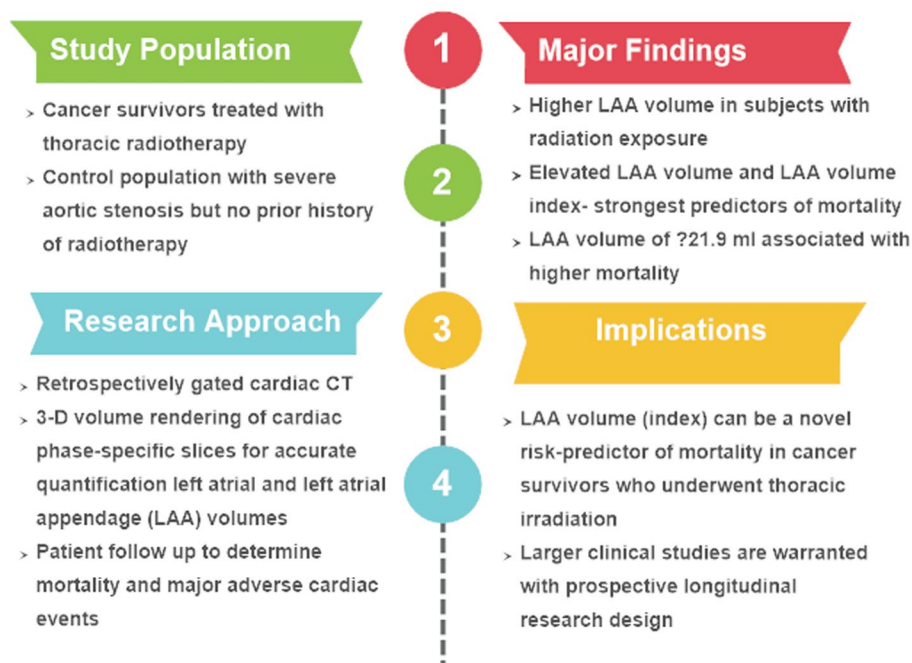 Study Population
> Cancer survivors treated with
thoracic radiotherapy
> Control population with severe
aortic stenosis but no prior history
of radiotherapy
Research Approach
> Retrospectively gated cardiac CT
> 3-D volume rendering of cardiac
phase-specific slices for accurate
quantification left atrial and left atrial
appendage (LAA) volumes
> Patient follow up to determine
mortality and major adverse cardiac
events
1
2
3
4
Major Findings
> Higher LAA volume in subjects with
radiation exposure
> Elevated LAA volume and LAA volume
index- strongest predictors of mortality
> LAA volume of ?21.9 ml associated with
higher mortality
Implications
> LAA volume (index) can be a novel
risk-predictor of mortality in cancer
survivors who underwent thoracic
irradiation
> Larger clinical studies are warranted
with prospective longitudinal
research design